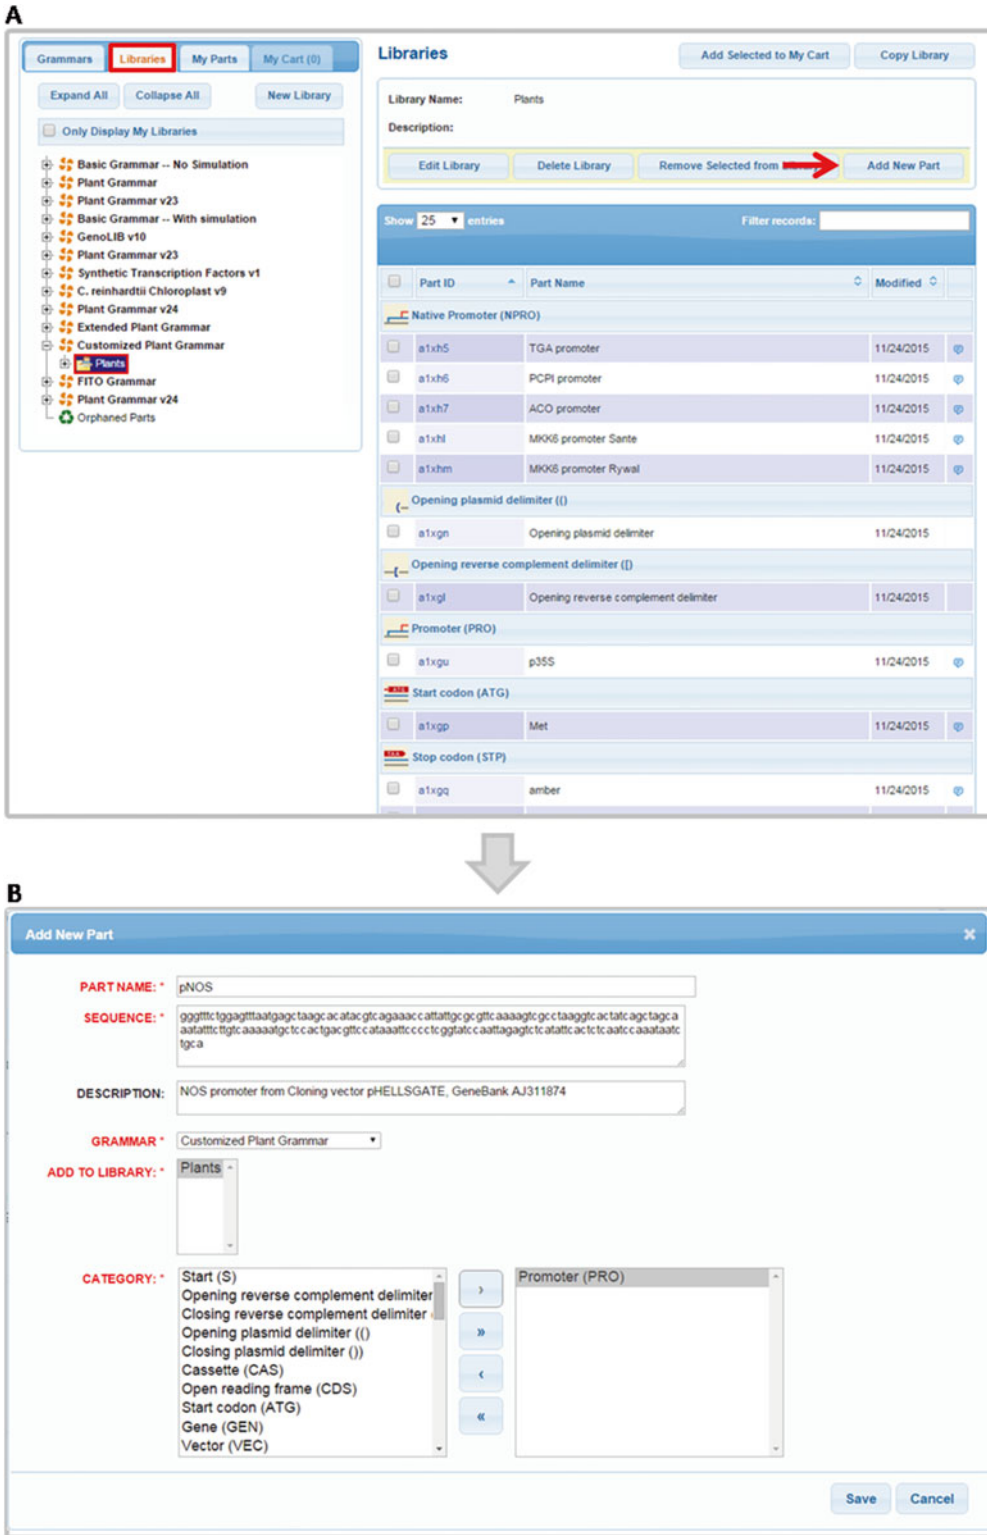 A
Grammars Libraries My Parts My Cart (0)
Expand All Collapse All New Library
Only Display My Libraries
Basic Grammar -- No Simulation
Plant Grammar
Plant Grammar v23
Basic Grammar -- With simulation
GenoLIB v10
Plant Grammar v23
Synthetic Transcription Factors v1
C. reinhardtii Chloroplast v9
Plant Grammar v24
Extended Plant Grammar
Customized Plant Grammar
Plants
FITO Grammar
Plant Grammar v24
Orphaned Parts
Libraries Add Selected to My Cart Copy Library
Library Name: Plants
Description:
Edit Library Delete Library Remove Selected from Add New Part
Show 25 entries Filter records:
Part ID Part Name Modified
Native Promoter (NPRO)
a1xh5 TGA promoter 11/24/2015
a1xh6 PCPI promoter 11/24/2015
a1xh7 ACO promoter 11/24/2015
a1xhl MKK6 promoter Sante 11/24/2015
a1xhm MKK6 promoter Rywal 11/24/2015
Opening plasmid delimiter (()
a1xgn Opening plasmid delimiter 11/24/2015
Opening reverse complement delimiter ([)
a1xgl Opening reverse complement delimiter 11/24/2015
Promoter (PRO)
a1xgu p35S 11/24/2015
ATG Start codon (ATG)
a1xgp Met 11/24/2015
TAA Stop codon (STP)
a1xgq amber 11/24/2015
B
Add New Part
PART NAME: * pNOS
SEQUENCE: * gggtttctggagtttaatgagctaagcacatacgtcagaaaccattattgcgcgttcaaaagtcgcctaaggtcactatcagctagca
aatatttcttgtcaaaaatgctccactgacgttccataaattcccctcggtatccaattagagtctcatattcactctcaatccaaataatc
tgca
DESCRIPTION: NOS promoter from Cloning vector pHELLSGATE, GeneBank AJ311874
GRAMMAR * Customized Plant Grammar
ADD TO LIBRARY: * Plants
CATEGORY: * Start (S)
Opening reverse complement delimiter
Closing reverse complement delimiter
Opening plasmid delimiter (()
Closing plasmid delimiter ())
Cassette (CAS)
Open reading frame (CDS)
Start codon (ATG)
Gene (GEN)
Vector (VEC)
›
»
‹
«
Promoter (PRO)
Save Cancel